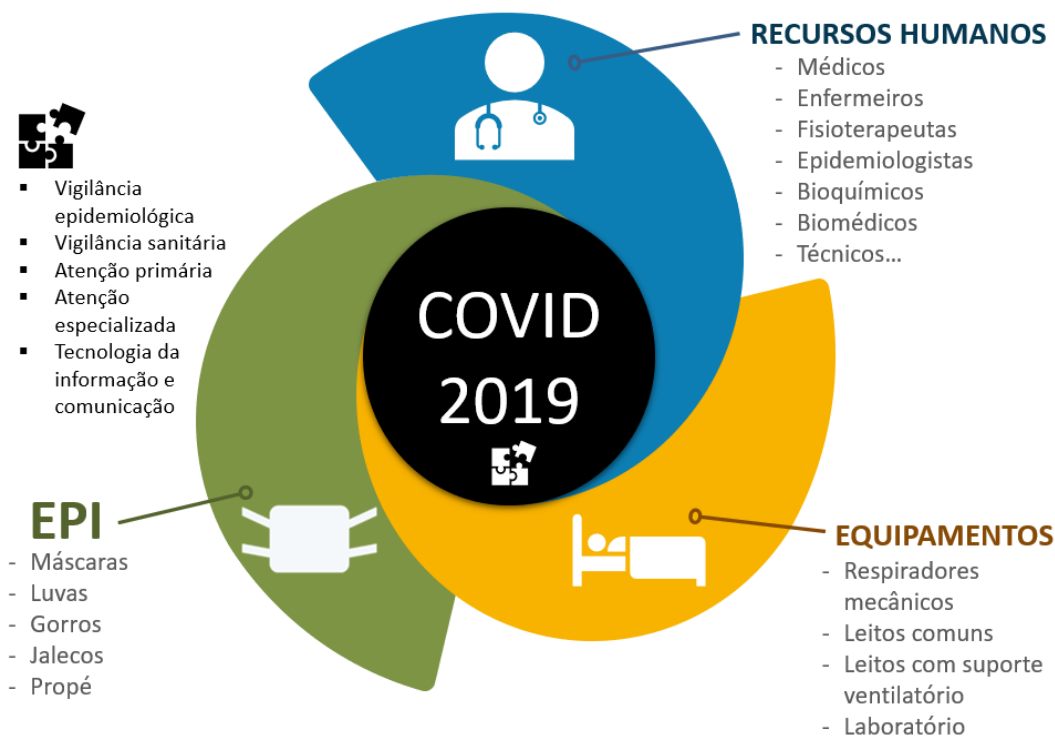 RECURSOS HUMANOS
- Médicos
- Enfermeiros
- Fisioterapeutas
- Epidemiologistas
- Bioquímicos
- Biomédicos
- Técnicos...
▪ Vigilância
epidemiológica
▪ Vigilância sanitária
▪ Atenção primária
▪ Atenção
especializada
▪ Tecnologia da
informação e
comunicação
COVID
2019
EPI
- Máscaras
- Luvas
- Gorros
- Jalecos
- Propé
EQUIPAMENTOS
- Respiradores
mecânicos
- Leitos comuns
- Leitos com suporte
ventilatório
- Laboratório